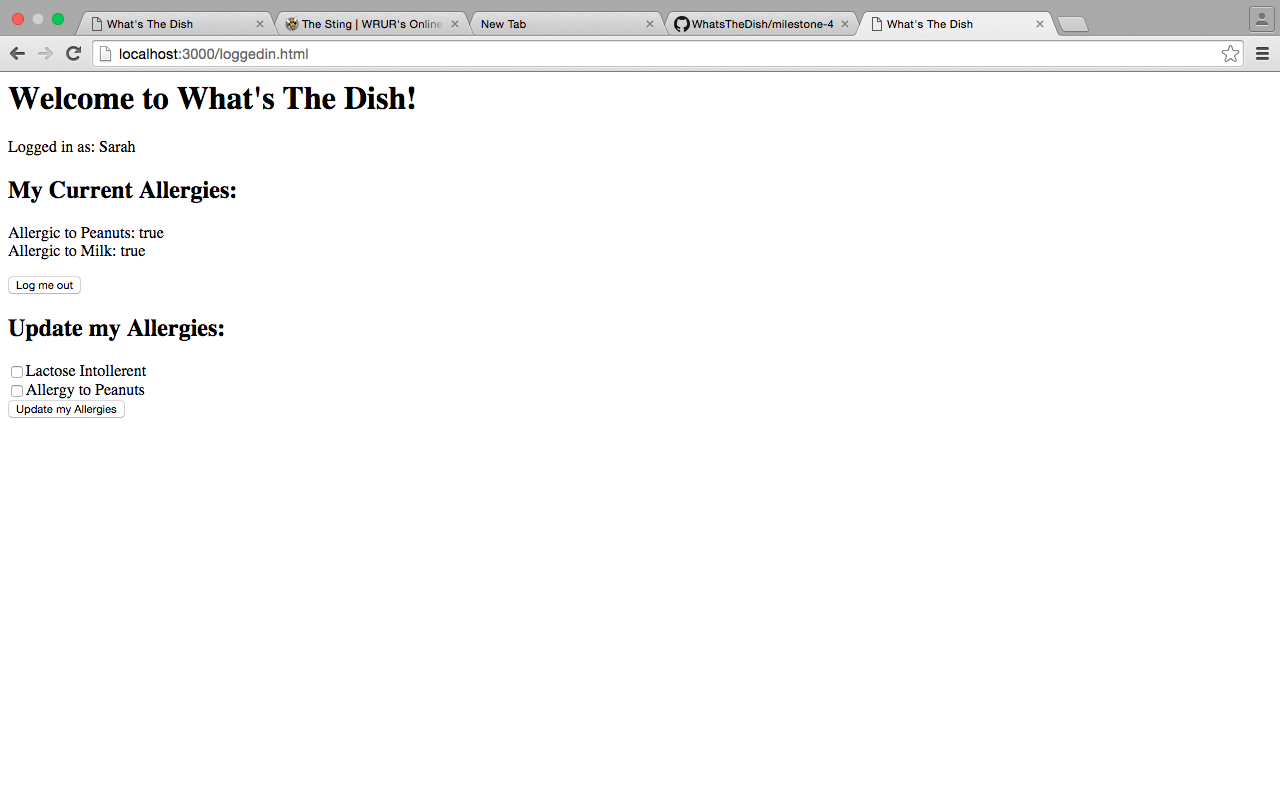 What's The Dish
The Sting | WRUR's Online
New Tab
WhatsTheDish/milestone-4
What's The Dish
localhost:3000/loggedin.html
Welcome to What's The Dish!
Logged in as: Sarah
My Current Allergies:
Allergic to Peanuts: true
Allergic to Milk: true
Log me out
Update my Allergies:
Lactose Intollerent
Allergy to Peanuts
Update my Allergies